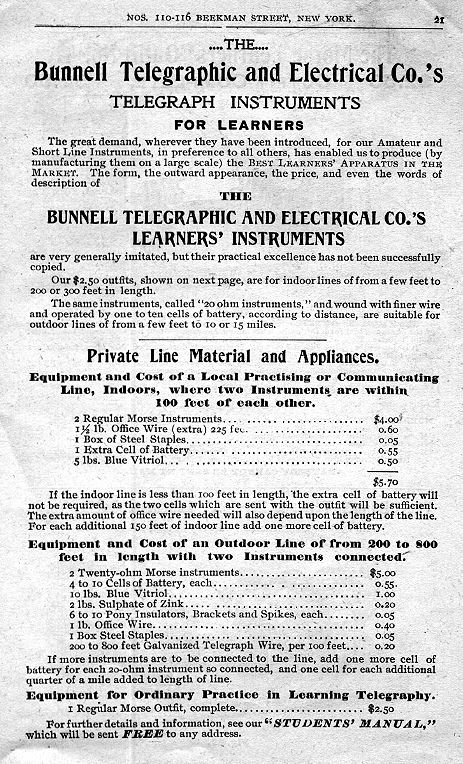 NOS. 110-116 BEEKMAN STREET, NEW YORK. 21
....THE....
Bunnell Telegraphic and Electrical Co.'s
TELEGRAPH INSTRUMENTS
FOR LEARNERS
The great demand, wherever they have been introduced, for our Amateur and
Short Line Instruments, in preference to all others, has enabled us to produce (by
manufacturing them on a large scale) the BEST LEARNERS' APPARATUS IN THE
MARKET. The form, the outward appearance, the price, and even the words of
description of
THE
BUNNELL TELEGRAPHIC AND ELECTRICAL CO.'S
LEARNERS' INSTRUMENTS
are very generally imitated, but their practical excellence has not been successfully
copied.
Our $2.50 outfits, shown on next page, are for indoor lines of from a few feet to
200 or 300 feet in length.
The same instruments, called "20 ohm instruments," and wound with finer wire
and operated by one to ten cells of battery, according to distance, are suitable for
outdoor lines of from a few feet to 10 or 15 miles.
Private Line Material and Appliances.
Equipment and Cost of a Local Practising or Communicating
Line, Indoors, where two Instruments are within
100 feet of each other.
2 Regular Morse Instruments.... $4.00
1½ lb. Office Wire (extra) 225 feet.... 0.60
1 Box of Steel Staples.... 0.05
1 Extra Cell of Battery.... 0.55
5 lbs. Blue Vitriol.... 0.50
$5.70
If the indoor line is less than 100 feet in length, the extra cell of battery will
not be required, as the two cells which are sent with the outfit will be sufficient.
The extra amount of office wire needed will also depend upon the length of the line.
For each additional 150 feet of indoor line add one more cell of battery.
Equipment and Cost of an Outdoor Line of from 200 to 800
feet in length with two Instruments connected.
2 Twenty-ohm Morse instruments.... $5.00
4 to 10 Cells of Battery, each.... 0.55
10 lbs. Blue Vitriol.... 1.00
2 lbs. Sulphate of Zink.... 0.20
6 to 10 Pony Insulators, Brackets and Spikes, each.... 0.05
1 lb. Office Wire.... 0.40
1 Box Steel Staples.... 0.05
200 to 800 feet Galvanized Telegraph Wire, per 100 feet.... 0.20
If more instruments are to be connected to the line, add one more cell of
battery for each 20-ohm instrument so connected, and one cell for each additional
quarter of a mile added to length of line.
Equipment for Ordinary Practice in Learning Telegraphy.
1 Regular Morse Outfit, complete.... $2.50
For further details and information, see our "STUDENTS' MANUAL,"
which will be sent FREE to any address.